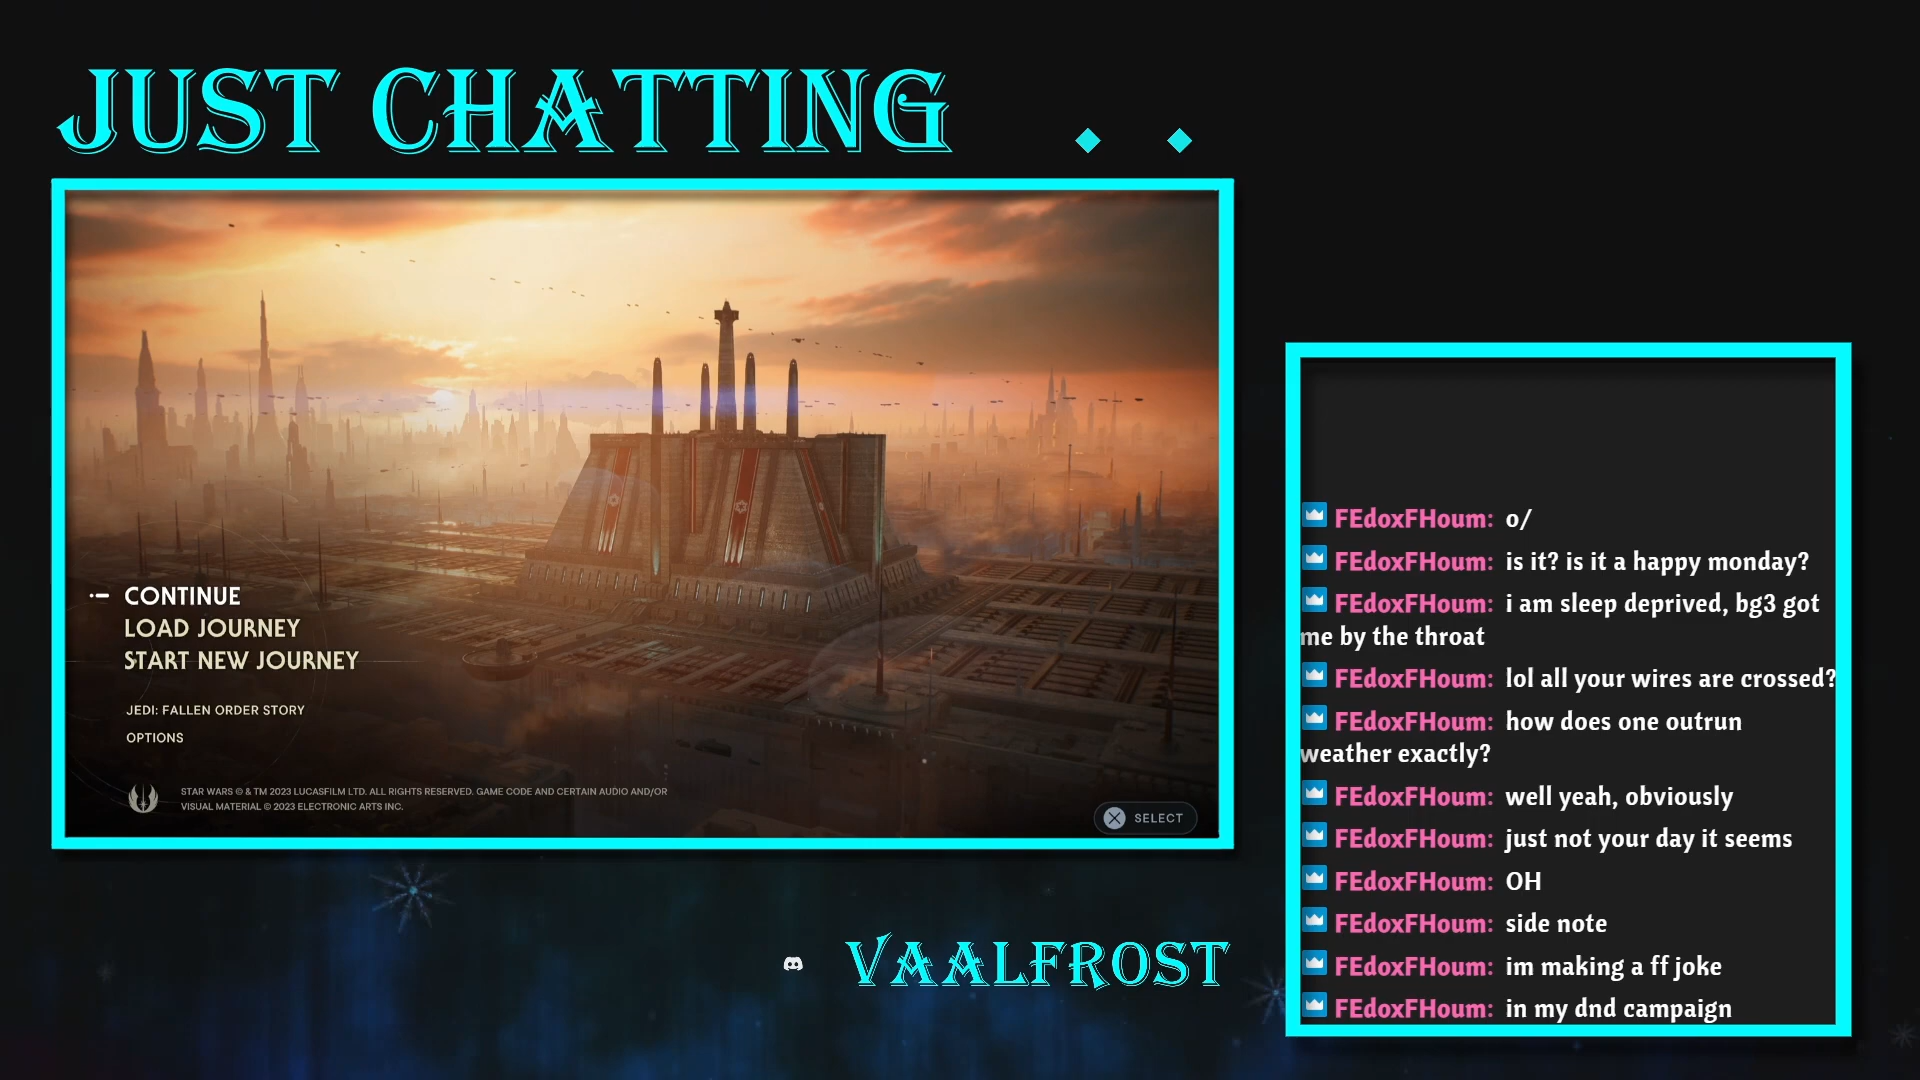 JUST CHATTING . .
CONTINUE
LOAD JOURNEY
START NEW JOURNEY
JEDI: FALLEN ORDER STORY
OPTIONS
STAR WARS © & TM 2023 LUCASFILM LTD. ALL RIGHTS RESERVED. GAME CODE AND CERTAIN AUDIO AND/OR
VISUAL MATERIAL © 2023 ELECTRONIC ARTS INC.
SELECT
VAALFROST
FEdoxFHoum: o/
FEdoxFHoum: is it? is it a happy monday?
FEdoxFHoum: i am sleep deprived, bg3 got
me by the throat
FEdoxFHoum: lol all your wires are crossed?
FEdoxFHoum: how does one outrun
weather exactly?
FEdoxFHoum: well yeah, obviously
FEdoxFHoum: just not your day it seems
FEdoxFHoum: OH
FEdoxFHoum: side note
FEdoxFHoum: im making a ff joke
FEdoxFHoum: in my dnd campaign